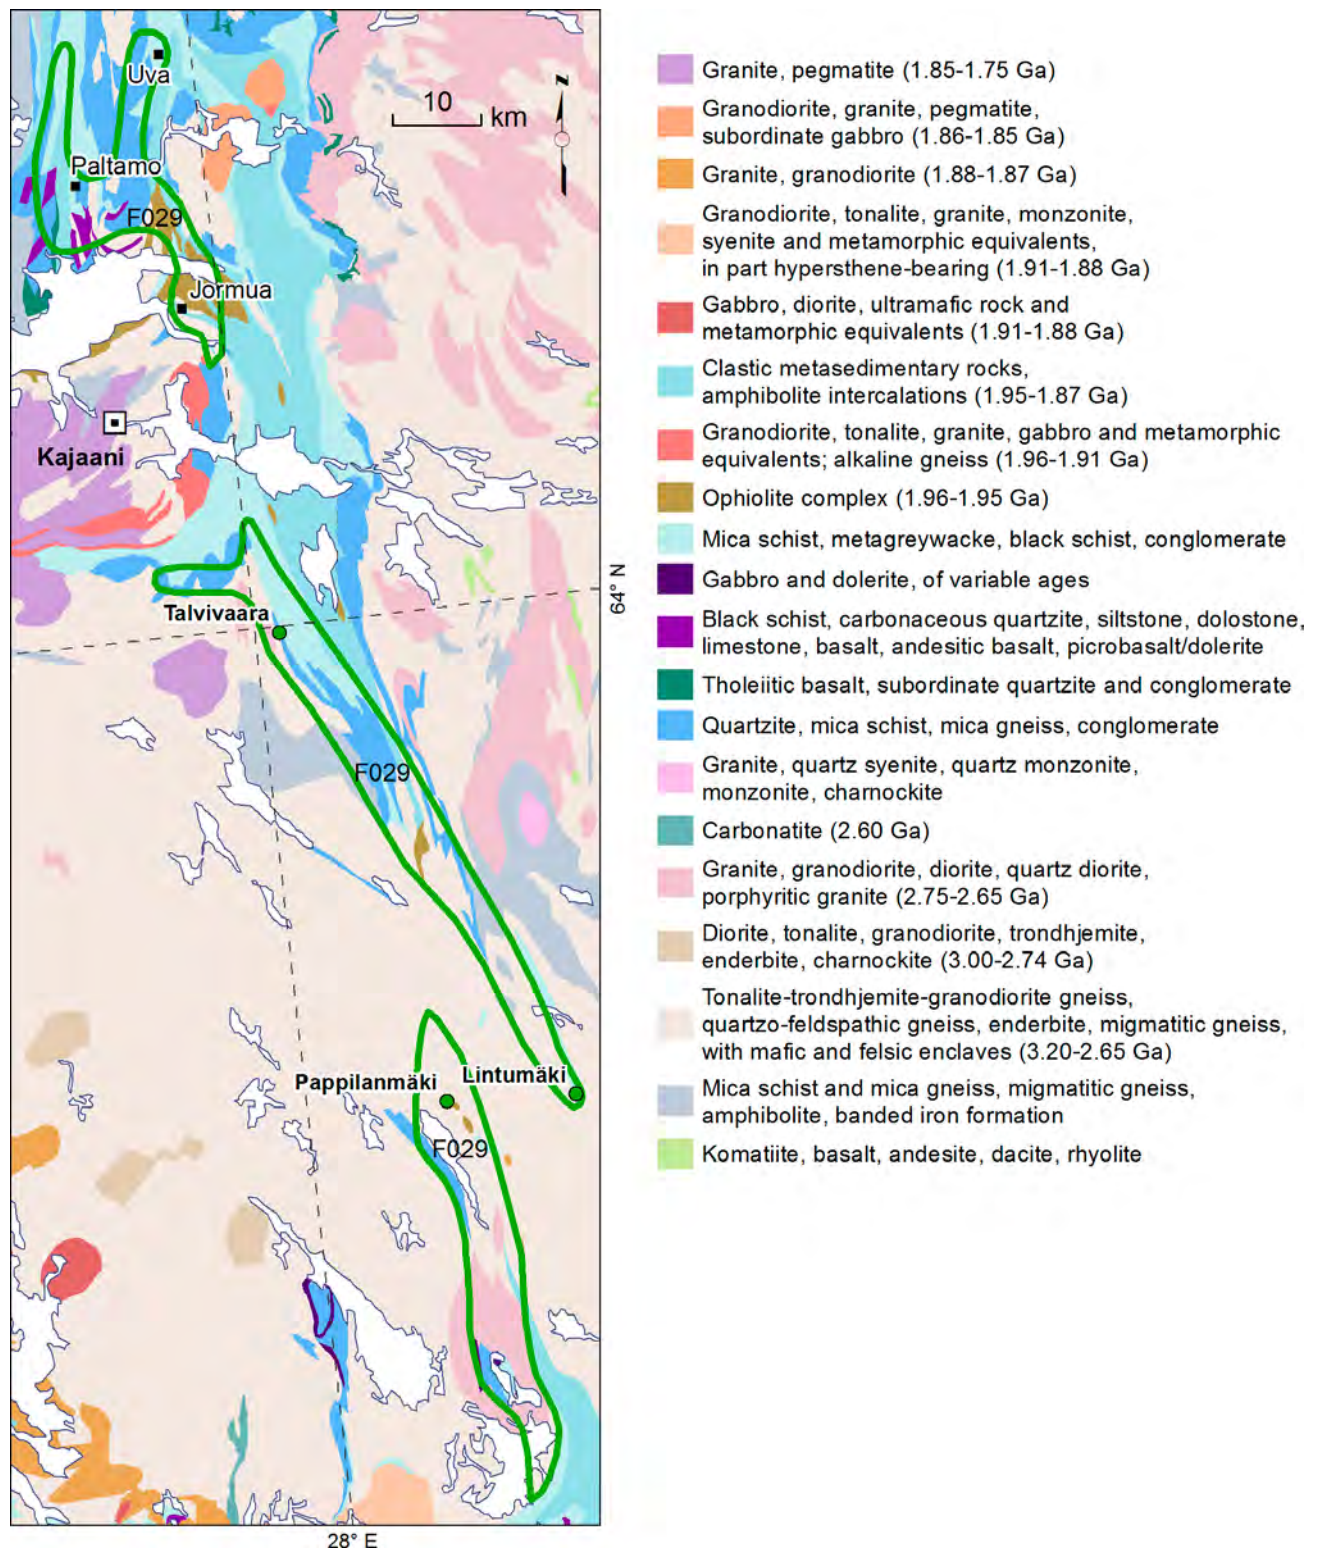 Uva
10
km
N
Paltamo
F029
Jormua
Kajaani
Talvivaara
64° N
F029
Pappilanmäki
Lintumäki
F029
28° E
Granite, pegmatite (1.85-1.75 Ga)
Granodiorite, granite, pegmatite,
subordinate gabbro (1.86-1.85 Ga)
Granite, granodiorite (1.88-1.87 Ga)
Granodiorite, tonalite, granite, monzonite,
syenite and metamorphic equivalents,
in part hypersthene-bearing (1.91-1.88 Ga)
Gabbro, diorite, ultramafic rock and
metamorphic equivalents (1.91-1.88 Ga)
Clastic metasedimentary rocks,
amphibolite intercalations (1.95-1.87 Ga)
Granodiorite, tonalite, granite, gabbro and metamorphic
equivalents; alkaline gneiss (1.96-1.91 Ga)
Ophiolite complex (1.96-1.95 Ga)
Mica schist, metagreywacke, black schist, conglomerate
Gabbro and dolerite, of variable ages
Black schist, carbonaceous quartzite, siltstone, dolostone,
limestone, basalt, andesitic basalt, picrobasalt/dolerite
Tholeiitic basalt, subordinate quartzite and conglomerate
Quartzite, mica schist, mica gneiss, conglomerate
Granite, quartz syenite, quartz monzonite,
monzonite, charnockite
Carbonatite (2.60 Ga)
Granite, granodiorite, diorite, quartz diorite,
porphyritic granite (2.75-2.65 Ga)
Diorite, tonalite, granodiorite, trondhjemite,
enderbite, charnockite (3.00-2.74 Ga)
Tonalite-trondhjemite-granodiorite gneiss,
quartzo-feldspathic gneiss, enderbite, migmatitic gneiss,
with mafic and felsic enclaves (3.20-2.65 Ga)
Mica schist and mica gneiss, migmatitic gneiss,
amphibolite, banded iron formation
Komatiite, basalt, andesite, dacite, rhyolite